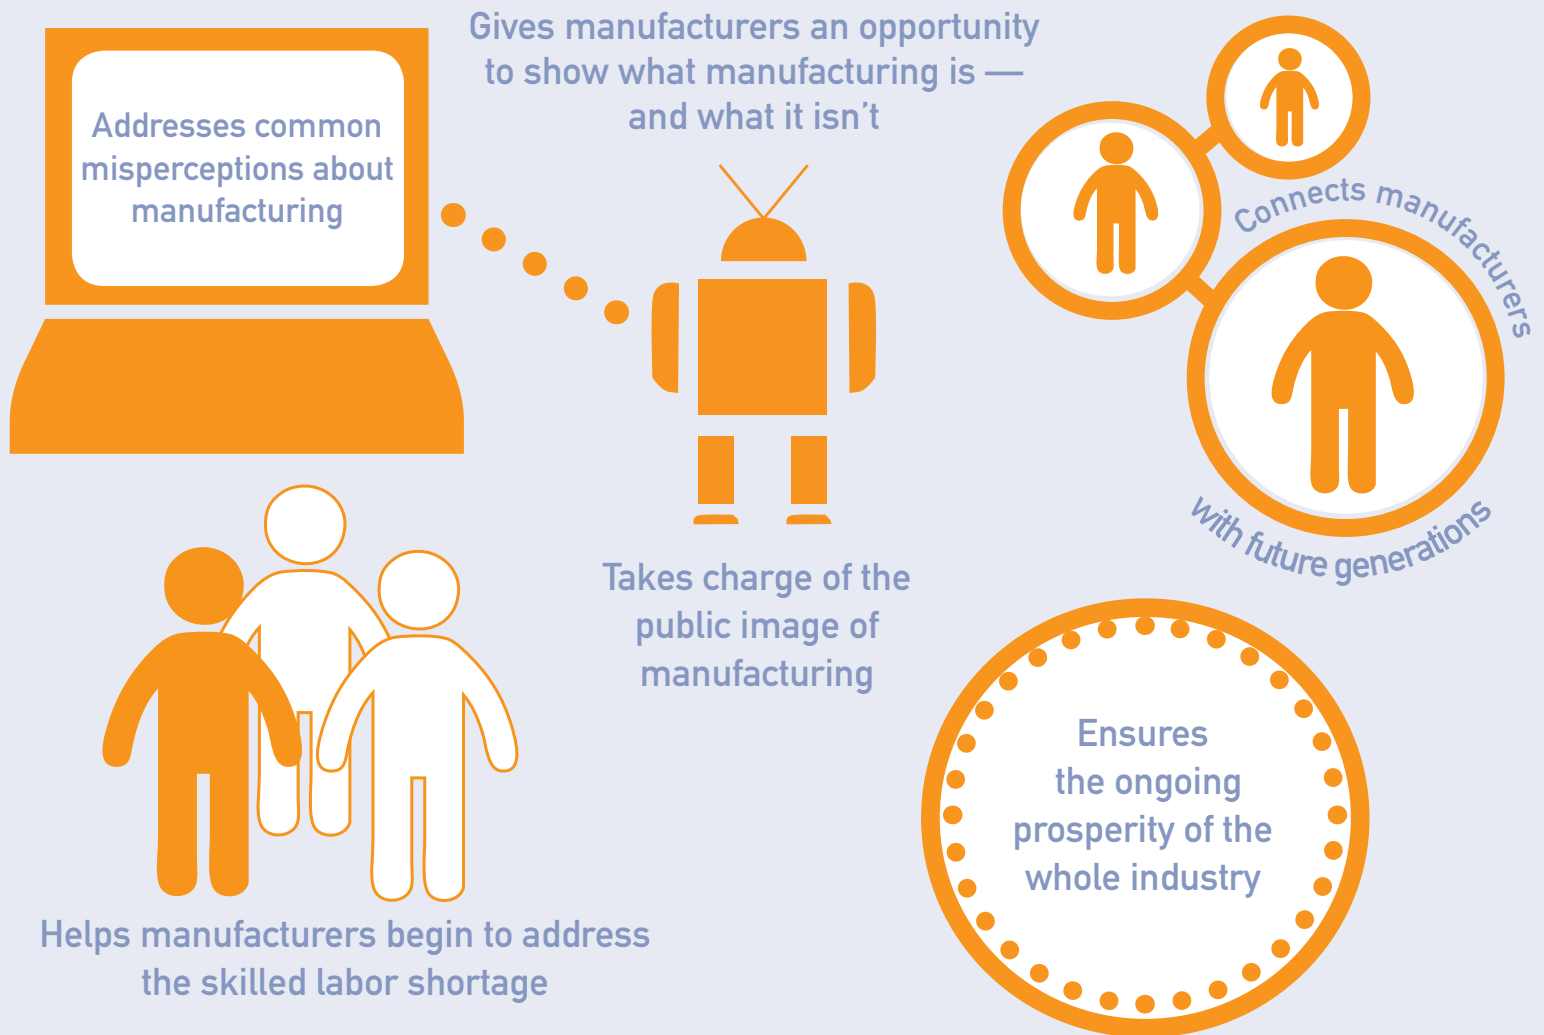 Gives manufacturers an opportunity
to show what manufacturing is —
and what it isn't
Addresses common
misperceptions about
manufacturing
Connects manufacturers
with future generations
Takes charge of the
public image of
manufacturing
Ensures
the ongoing
prosperity of the
whole industry
Helps manufacturers begin to address
the skilled labor shortage